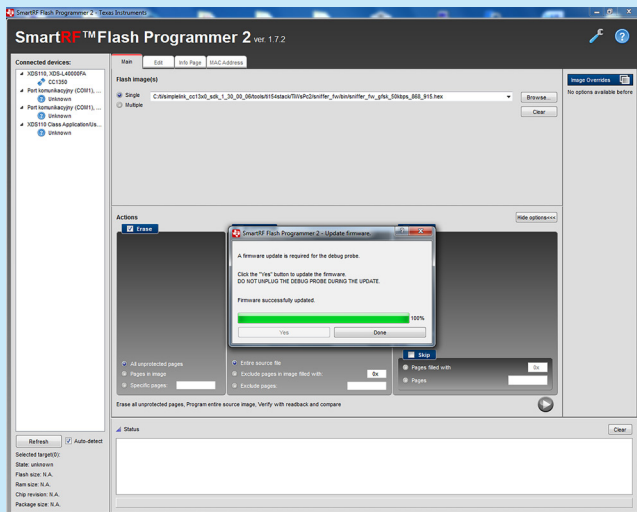 SmartRF Flash Programmer 2 - Texas Instruments
SmartRF™Flash Programmer 2 ver. 1.7.2
Connected devices:
XDS110, XDS-L40000FA
CC1350
Port komunikacyjny (COM1), ...
Unknown
Port komunikacyjny (COM1), ...
Unknown
XDS110 Class Application/Us...
Unknown
Main
Edit
Info Page
MAC Address
Flash image(s)
Single
C:/ti/simplelink_cc13x0_sdk_1_30_00_06/tools/ti154stack/TiWsPc2/sniffer_fw/bin/sniffer_fw_gfsk_50kbps_868_915.hex
Browse...
Multiple
Clear
Image Overrides
No options available before
Actions
Hide options<<<
Erase
SmartRF Flash Programmer 2 - Update firmware
A firmware update is required for the debug probe.
Click the "Yes" button to update the firmware.
DO NOT UNPLUG THE DEBUG PROBE DURING THE UPDATE.
Firmware successfully updated.
100%
Yes
Done
All unprotected pages
Pages in image
Specific pages:
Entire source file
Exclude pages in image filled with:
0x
Exclude pages:
Skip
Pages filled with
0x
Pages
Erase all unprotected pages, Program entire source image, Verify with readback and compare
Refresh
Auto-detect
Selected target(0):
State: unknown
Flash size: N.A.
Ram size: N.A.
Chip revision: N.A.
Package size: N.A.
Status
Clear